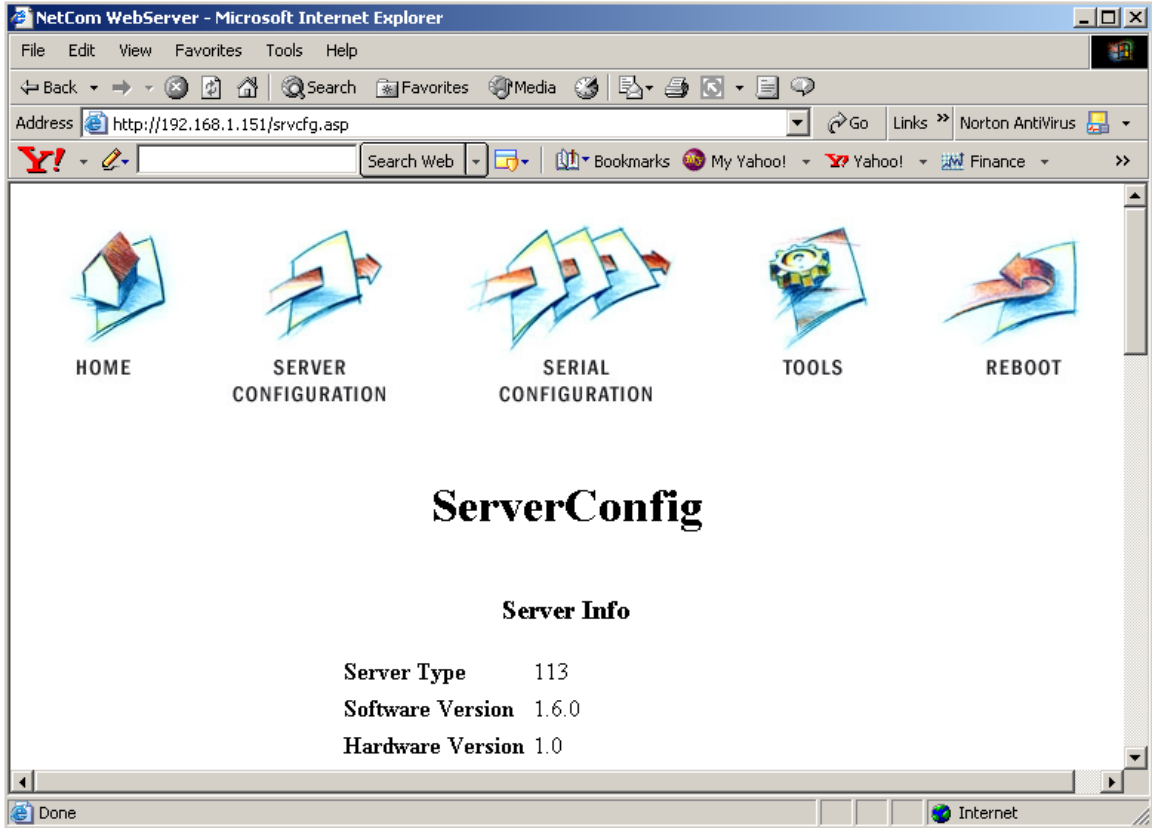 NetCom WebServer - Microsoft Internet Explorer
File Edit View Favorites Tools Help
Back Search Favorites Media
Address http://192.168.1.151/srvcfg.asp Go Links » Norton AntiVirus
Y! Search Web Bookmarks My Yahoo! Y? Yahoo! Finance »
HOME SERVER CONFIGURATION SERIAL CONFIGURATION TOOLS REBOOT
ServerConfig
Server Info
Server Type 113
Software Version 1.6.0
Hardware Version 1.0
Done Internet